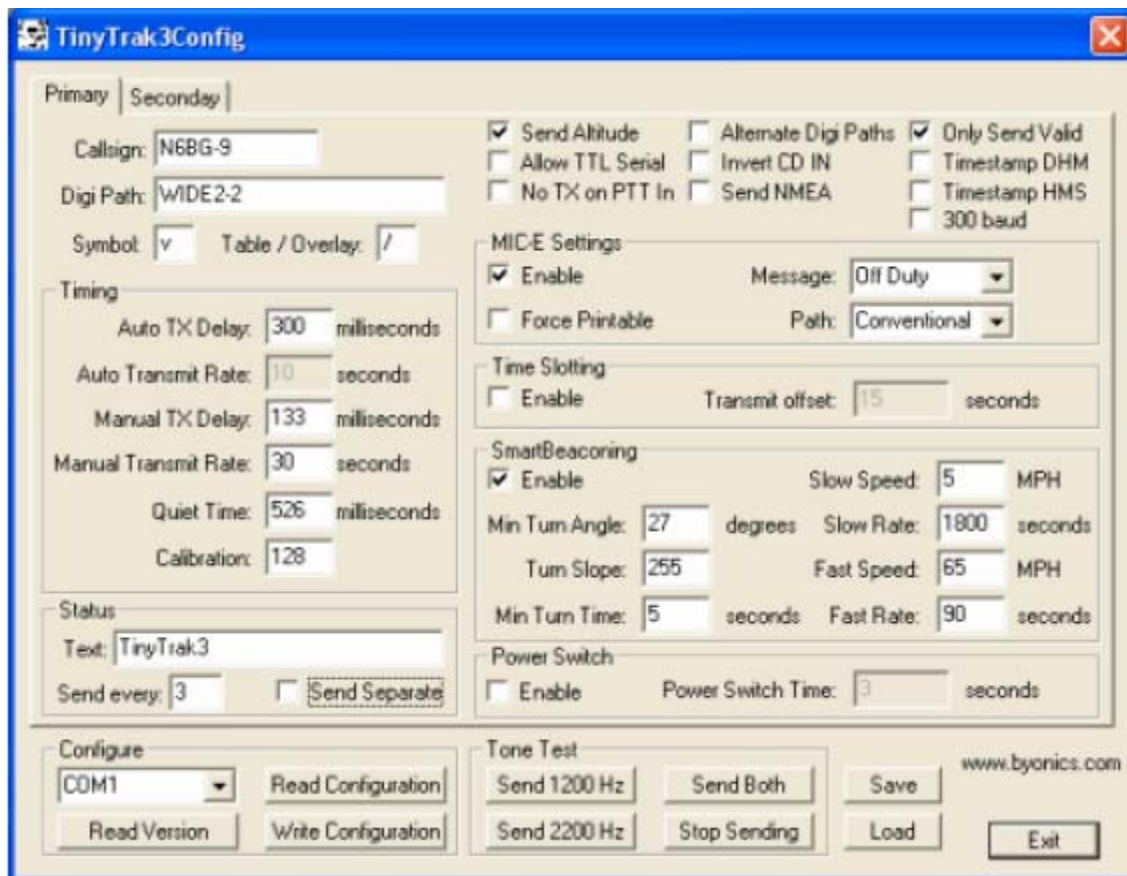 TinyTrak3Config
Primary
Seconday
Callsign: N6BG-9
Digi Path: WIDE2-2
Symbol: v Table / Overlay: /
Send Altitude
Alternate Digi Paths
Only Send Valid
Allow TTL Serial
Invert CD IN
Timestamp DHM
No TX on PTT In
Send NMEA
Timestamp HMS
300 baud
Timing
Auto TX Delay: 300 milliseconds
Auto Transmit Rate: 10 seconds
Manual TX Delay: 133 milliseconds
Manual Transmit Rate: 30 seconds
Quiet Time: 526 milliseconds
Calibration: 128
Status
Text: TinyTrak3
Send every: 3 Send Separate
MIC-E Settings
Enable Message: Off Duty
Force Printable Path: Conventional
Time Slotting
Enable Transmit offset: 15 seconds
SmartBeaconing
Enable Slow Speed: 5 MPH
Min Turn Angle: 27 degrees Slow Rate: 1800 seconds
Turn Slope: 255 Fast Speed: 65 MPH
Min Turn Time: 5 seconds Fast Rate: 90 seconds
Power Switch
Enable Power Switch Time: 3 seconds
Configure
COM1 Read Configuration
Read Version Write Configuration
Tone Test
Send 1200 Hz Send Both
Send 2200 Hz Stop Sending
Save
Load
www.byonics.com
Exit